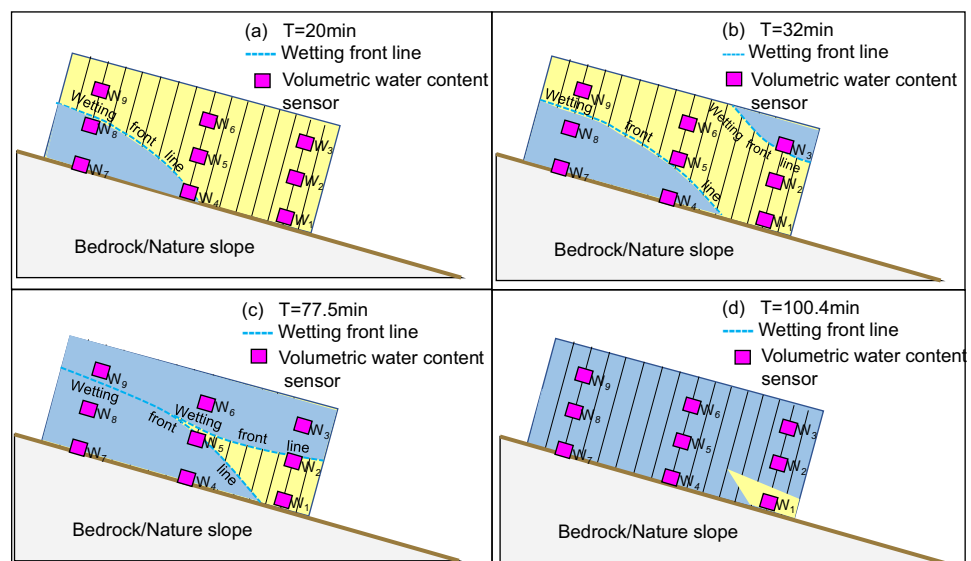 (a) T=20min
Wetting front line
Volumetric water content
sensor
W9
Wetting
W8
W6
front
W3
line
W5
W7
W2
W4
W1
Bedrock/Nature slope
(b) T=32min
Wetting front line
Volumetric water content
sensor
W9
Wetting
W8
W6
Wetting
front
W3
front
line
W5
W7
W2
line
W4
W1
Bedrock/Nature slope
(c) T=77.5min
Wetting front line
Volumetric water content
sensor
W9
Wetting
W8
W6
Wetting
front
front
W3
line
W5
W7
W2
line
W4
W1
Bedrock/Nature slope
(d) T=100.4min
Wetting front line
Volumetric water content
sensor
W9
W8
W6
W3
W5
W7
W2
W4
W1
Bedrock/Nature slope